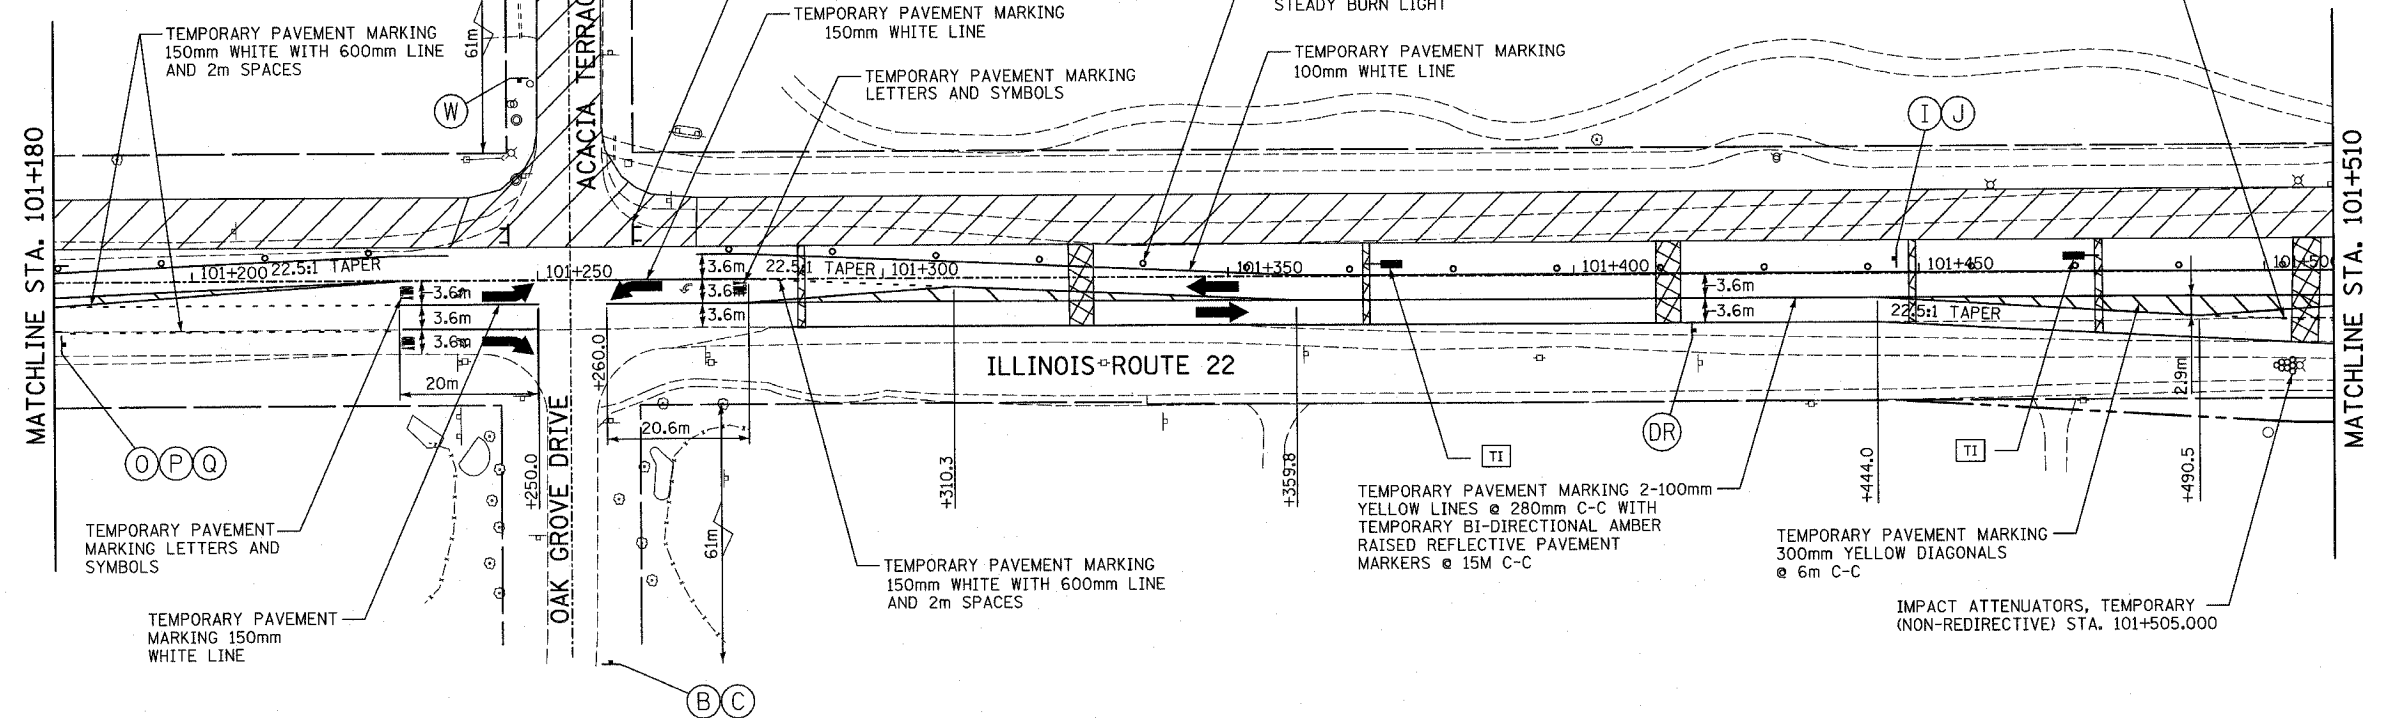 STEADY BURN LIGHT
TEMPORARY PAVEMENT MARKING
150mm WHITE LINE
TEMPORARY PAVEMENT MARKING
150mm WHITE WITH 600mm LINE
AND 2m SPACES
61m
ACACIA TERRAC
TEMPORARY PAVEMENT MARKING
100mm WHITE LINE
TEMPORARY PAVEMENT MARKING
LETTERS AND SYMBOLS
W
I J
MATCHLINE STA. 101+180
MATCHLINE STA. 101+510
101+200 22.5:1 TAPER
101+250
3.6m
22.5:1 TAPER
101+300
101+350
101+400
101+450
101+500
3.6m
3.6m
3.6m
3.6m
3.6m
3.6m
3.6m
22.5:1 TAPER
20m
+260.0
ILLINOIS ROUTE 22
2.9m
20.6m
DR
O P Q
TI
TI
+250.0
OAK GROVE DRIVE
+310.3
+359.8
+444.0
+490.5
61m
TEMPORARY PAVEMENT MARKING 2-100mm
YELLOW LINES @ 280mm C-C WITH
TEMPORARY BI-DIRECTIONAL AMBER
RAISED REFLECTIVE PAVEMENT
MARKERS @ 15M C-C
TEMPORARY PAVEMENT
MARKING LETTERS AND
SYMBOLS
TEMPORARY PAVEMENT MARKING
300mm YELLOW DIAGONALS
@ 6m C-C
TEMPORARY PAVEMENT MARKING
150mm WHITE WITH 600mm LINE
AND 2m SPACES
TEMPORARY PAVEMENT
MARKING 150mm
WHITE LINE
IMPACT ATTENUATORS, TEMPORARY
(NON-REDIRECTIVE) STA. 101+505.000
B C